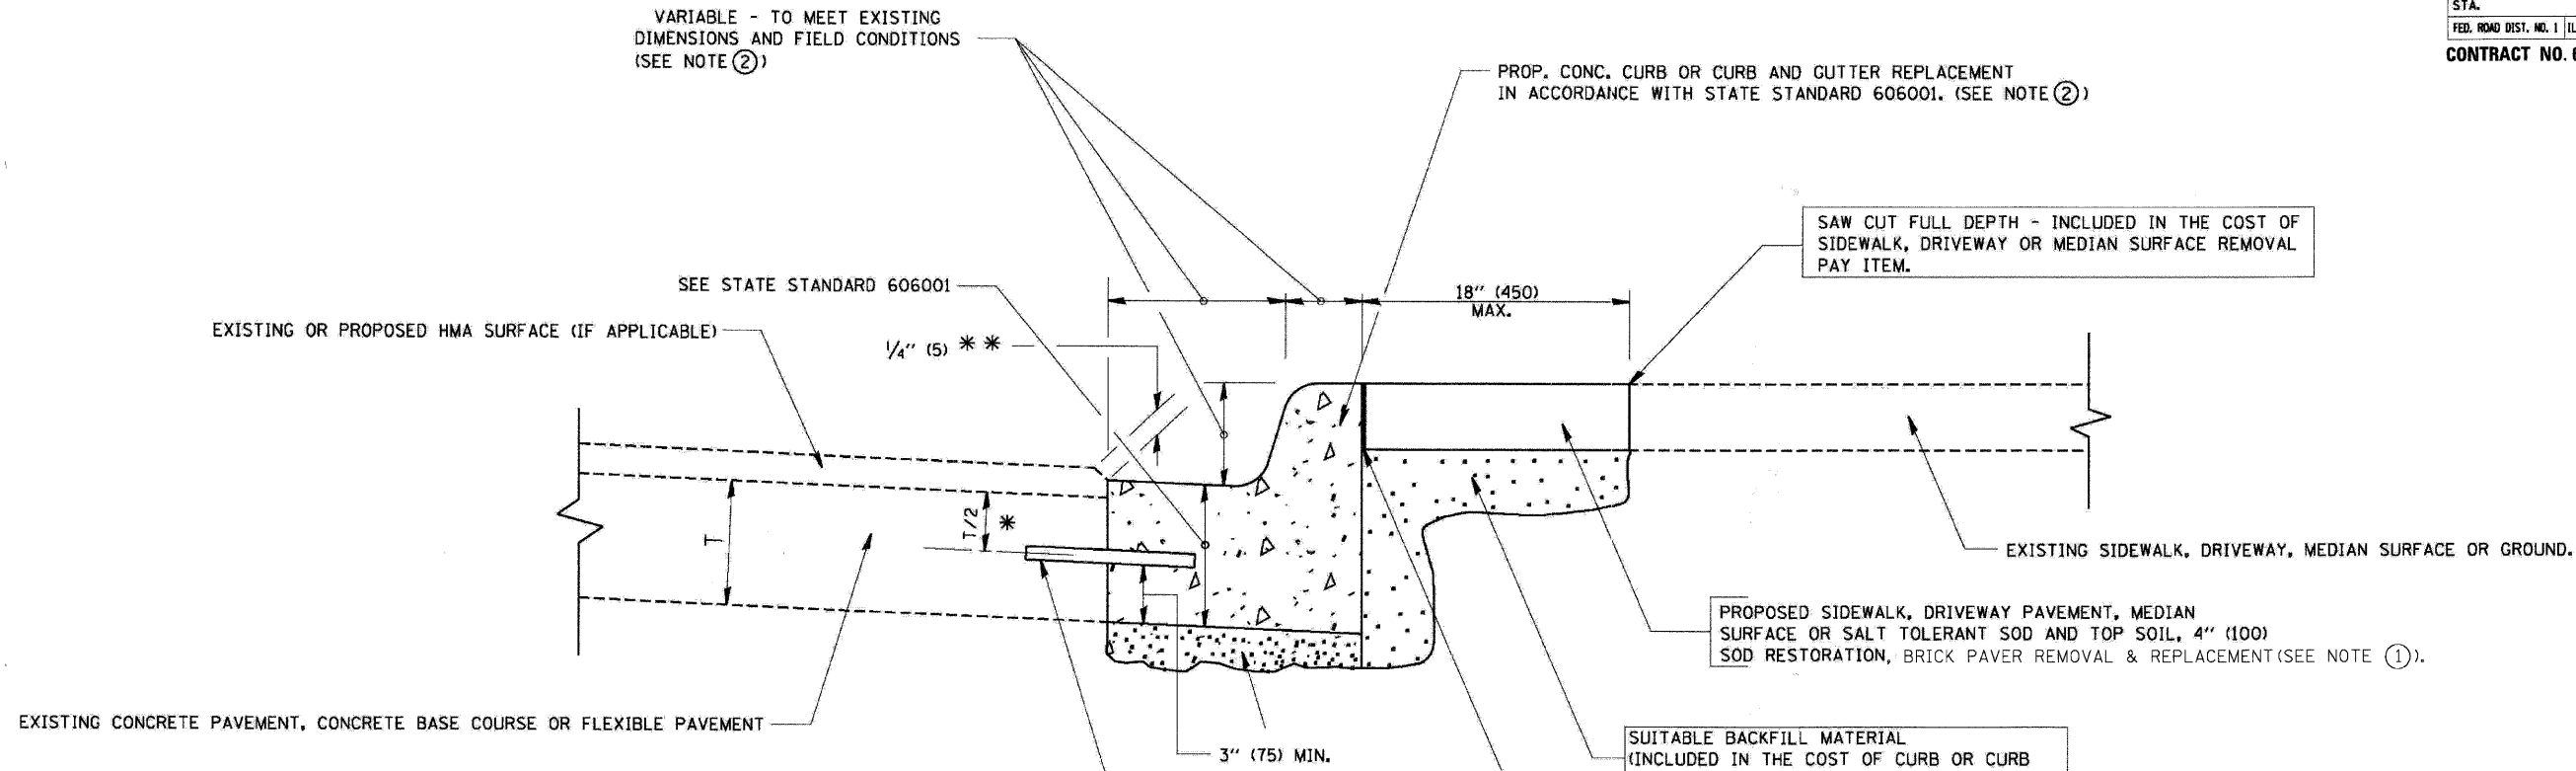 STA.
FED. ROAD DIST. NO. 1
CONTRACT NO.
VARIABLE - TO MEET EXISTING
DIMENSIONS AND FIELD CONDITIONS
(SEE NOTE ②)
PROP. CONC. CURB OR CURB AND GUTTER REPLACEMENT
IN ACCORDANCE WITH STATE STANDARD 606001. (SEE NOTE ②)
SAW CUT FULL DEPTH - INCLUDED IN THE COST OF
SIDEWALK, DRIVEWAY OR MEDIAN SURFACE REMOVAL
PAY ITEM.
SEE STATE STANDARD 606001
18" (450)
MAX.
EXISTING OR PROPOSED HMA SURFACE (IF APPLICABLE)
1/4" (5) * *
T
T/2
*
EXISTING SIDEWALK, DRIVEWAY, MEDIAN SURFACE OR GROUND.
PROPOSED SIDEWALK, DRIVEWAY PAVEMENT, MEDIAN
SURFACE OR SALT TOLERANT SOD AND TOP SOIL, 4" (100)
SOD RESTORATION, BRICK PAVER REMOVAL & REPLACEMENT (SEE NOTE ①).
EXISTING CONCRETE PAVEMENT, CONCRETE BASE COURSE OR FLEXIBLE PAVEMENT
3" (75) MIN.
SUITABLE BACKFILL MATERIAL
(INCLUDED IN THE COST OF CURB OR CURB